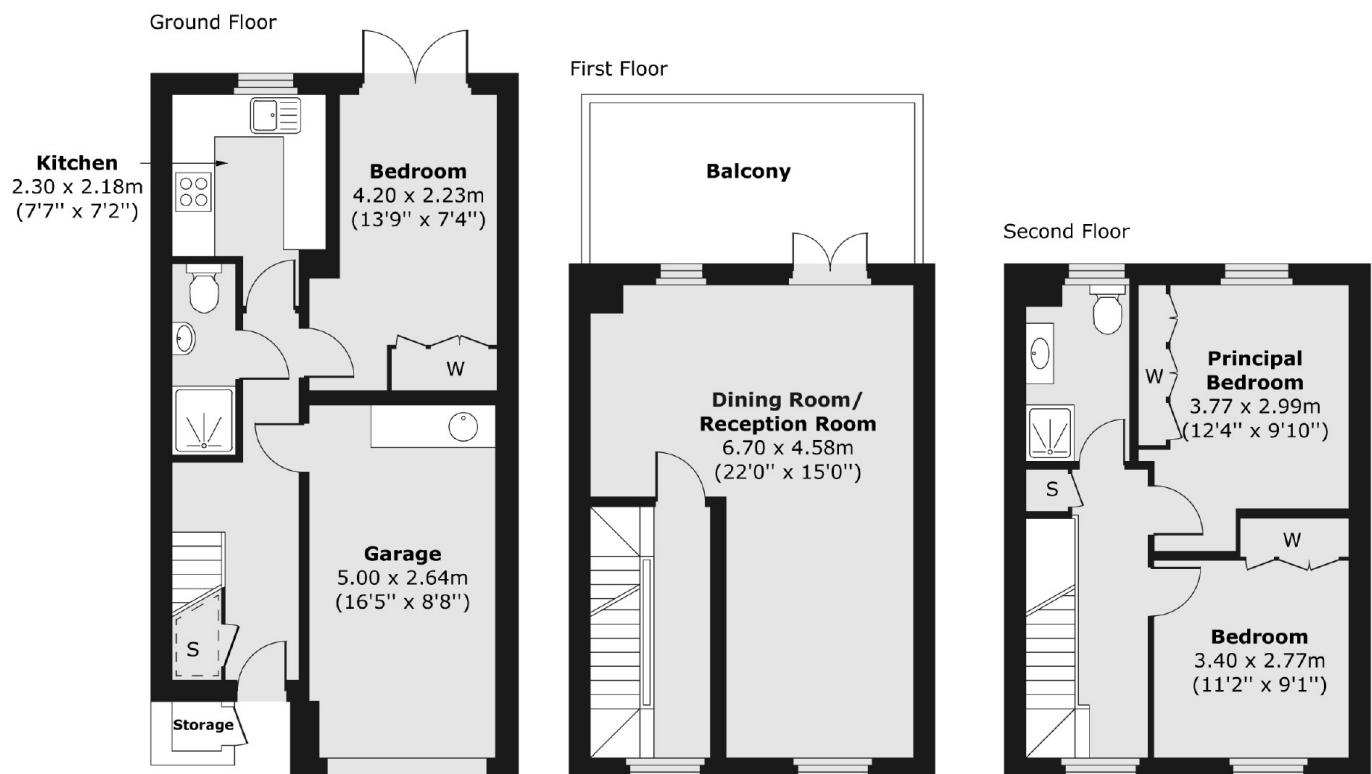 Ground Floor
Kitchen
2.30 x 2.18m
(7'7" x 7'2")
Bedroom
4.20 x 2.23m
(13'9" x 7'4")
W
Garage
5.00 x 2.64m
(16'5" x 8'8")
S
Storage
First Floor
Balcony
Dining Room/
Reception Room
6.70 x 4.58m
(22'0" x 15'0")
Second Floor
W
Principal
Bedroom
3.77 x 2.99m
(12'4" x 9'10")
S
W
Bedroom
3.40 x 2.77m
(11'2" x 9'1")